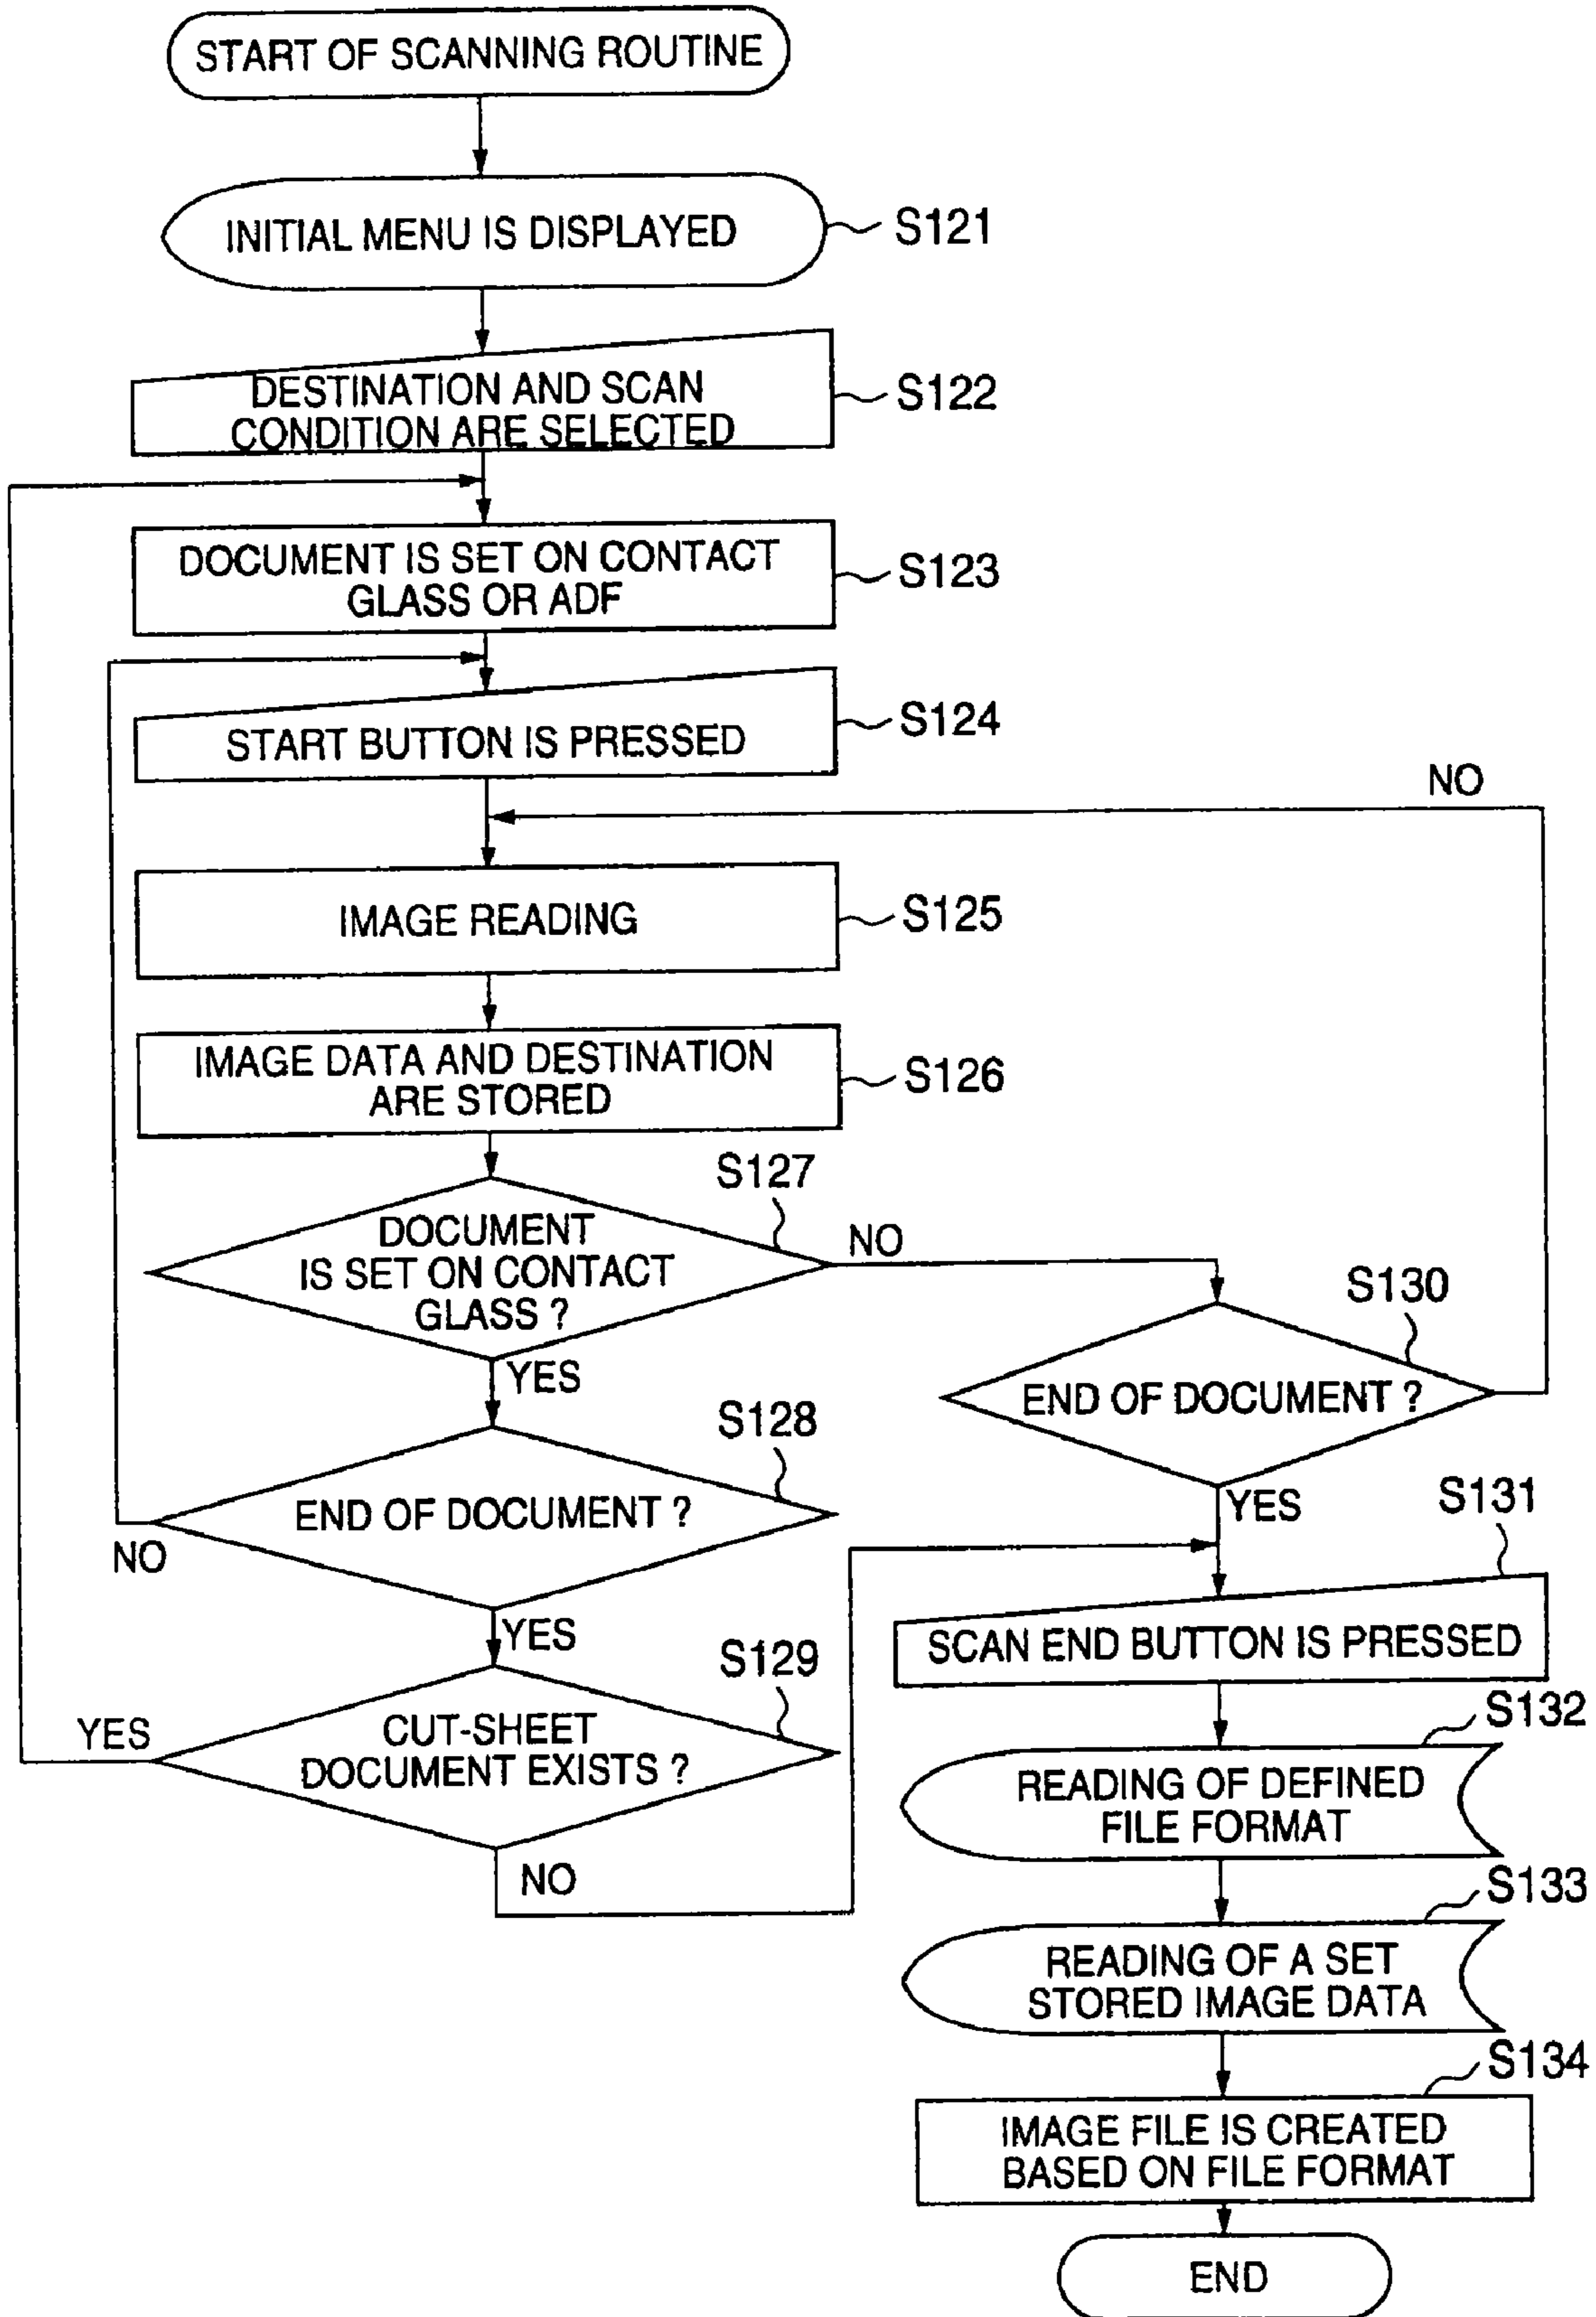 START OF SCANNING ROUTINE
INITIAL MENU IS DISPLAYED
S121
DESTINATION AND SCAN
CONDITION ARE SELECTED
S122
DOCUMENT IS SET ON CONTACT
GLASS OR ADF
S123
START BUTTON IS PRESSED
S124
NO
IMAGE READING
S125
IMAGE DATA AND DESTINATION
ARE STORED
S126
S127
DOCUMENT
IS SET ON CONTACT
GLASS ?
NO
YES
S130
END OF DOCUMENT ?
YES
S128
END OF DOCUMENT ?
NO
YES
S129
CUT-SHEET
DOCUMENT EXISTS ?
YES
NO
S131
SCAN END BUTTON IS PRESSED
S132
READING OF DEFINED
FILE FORMAT
S133
READING OF A SET
STORED IMAGE DATA
S134
IMAGE FILE IS CREATED
BASED ON FILE FORMAT
END